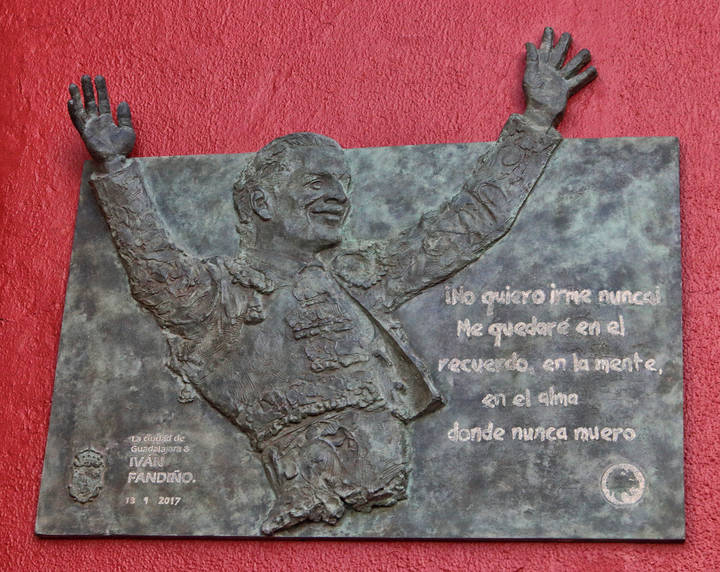 ¡No quiero irme nunca!
Me quedaré en el
recuerdo, en la mente,
en el alma
donde nunca muero
La ciudad de
Guadalajara a
IVÁN
FANDIÑO.
13 9 2017